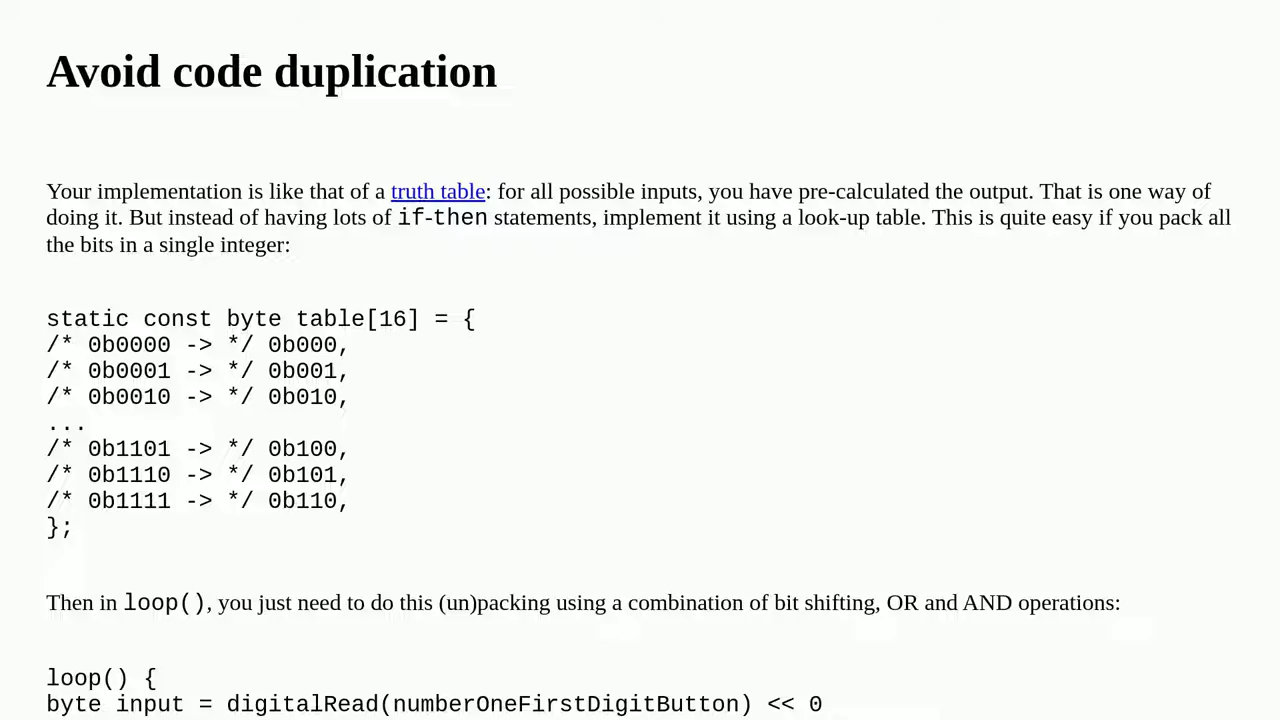 Avoid code duplication
Your implementation is like that of a truth table: for all possible inputs, you have pre-calculated the output. That is one way of
doing it. But instead of having lots of if-then statements, implement it using a look-up table. This is quite easy if you pack all
the bits in a single integer:
static const byte table[16] = {
/* 0b0000 -> */ 0b000,
/* 0b0001 -> */ 0b001,
/* 0b0010 -> */ 0b010,
...
/* 0b1101 -> */ 0b100,
/* 0b1110 -> */ 0b101,
/* 0b1111 -> */ 0b110,
};
Then in loop(), you just need to do this (un)packing using a combination of bit shifting, OR and AND operations:
loop() {
byte input = digitalRead(numberOneFirstDigitButton) << 0